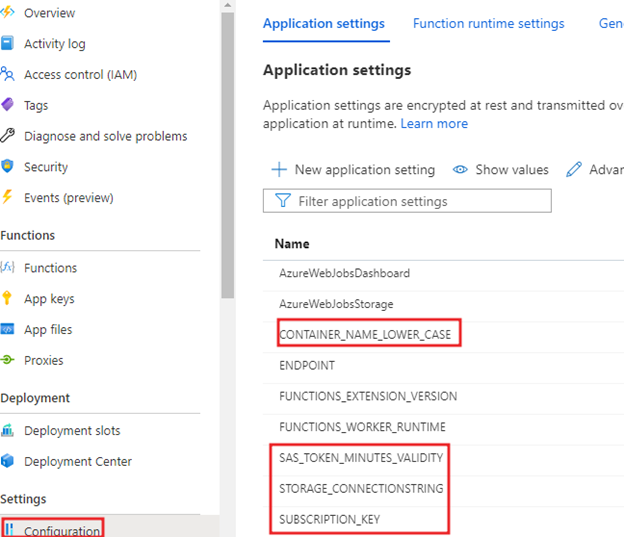 Overview
Activity log
Access control (IAM)
Tags
Diagnose and solve problems
Security
Events (preview)
Functions
Functions
App keys
App files
Proxies
Deployment
Deployment slots
Deployment Center
Settings
Configuration
Application settings Function runtime settings Gen
Application settings
Application settings are encrypted at rest and transmitted ov
application at runtime. Learn more
New application setting Show values Advan
Filter application settings
Name
AzureWebJobsDashboard
AzureWebJobsStorage
CONTAINER_NAME_LOWER_CASE
ENDPOINT
FUNCTIONS_EXTENSION_VERSION
FUNCTIONS_WORKER_RUNTIME
SAS_TOKEN_MINUTES_VALIDITY
STORAGE_CONNECTIONSTRING
SUBSCRIPTION_KEY